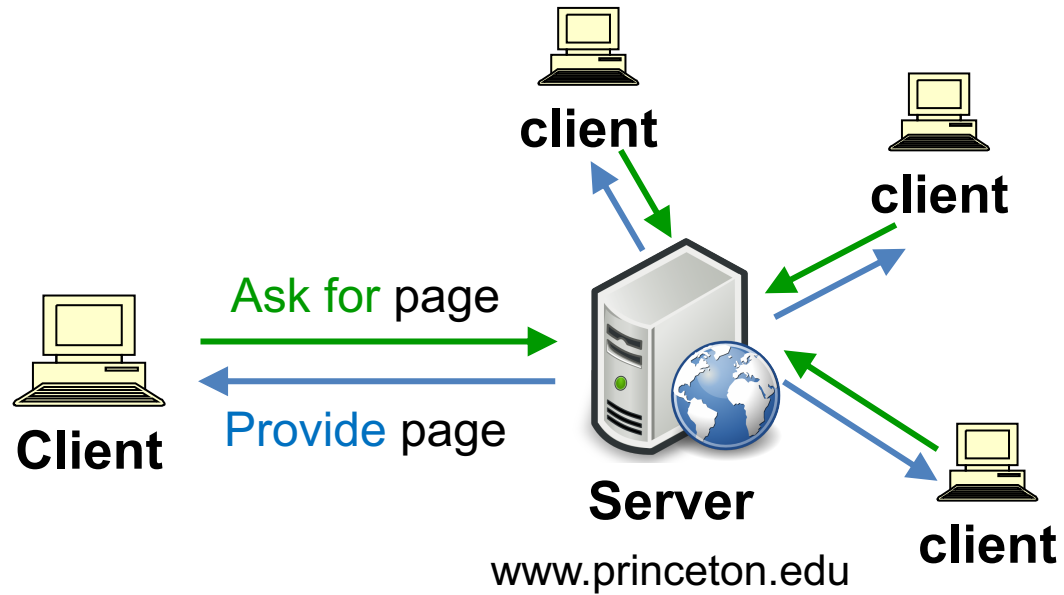 client
client
Ask for page
Provide page
Client
Server
client
www.princeton.edu